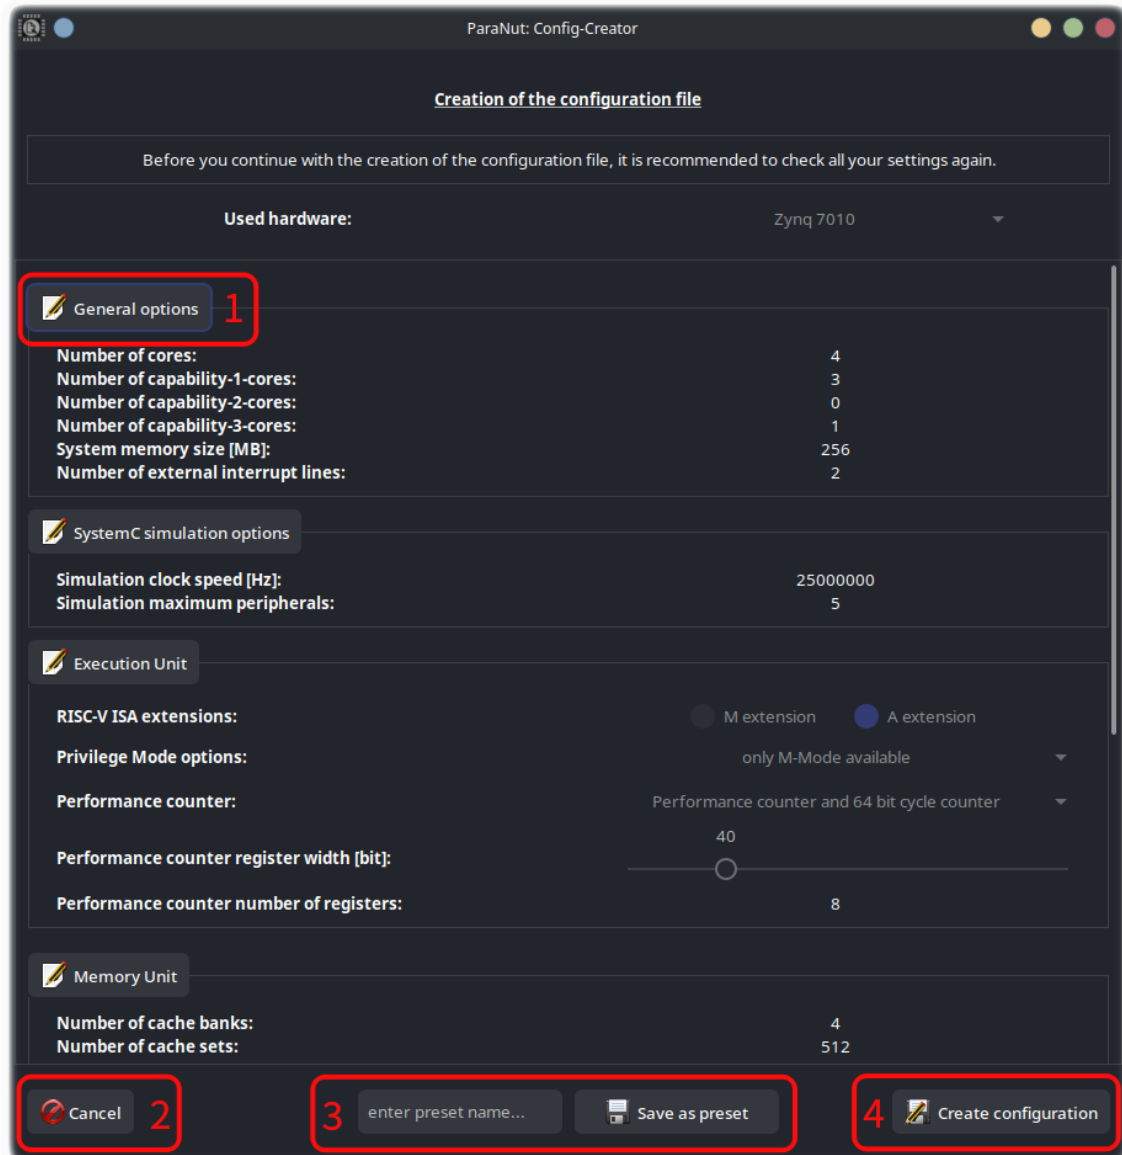 ParaNut: Config-Creator
Creation of the configuration file
Before you continue with the creation of the configuration file, it is recommended to check all your settings again.
Used hardware: Zynq 7010
General options 1
Number of cores: 4
Number of capability-1-cores: 3
Number of capability-2-cores: 0
Number of capability-3-cores: 1
System memory size [MB]: 256
Number of external interrupt lines: 2
SystemC simulation options
Simulation clock speed [Hz]: 25000000
Simulation maximum peripherals: 5
Execution Unit
RISC-V ISA extensions: M extension A extension
Privilege Mode options: only M-Mode available
Performance counter: Performance counter and 64 bit cycle counter
40
Performance counter register width [bit]:
Performance counter number of registers: 8
Memory Unit
Number of cache banks: 4
Number of cache sets: 512
Cancel 2 3 enter preset name... Save as preset 4 Create configuration